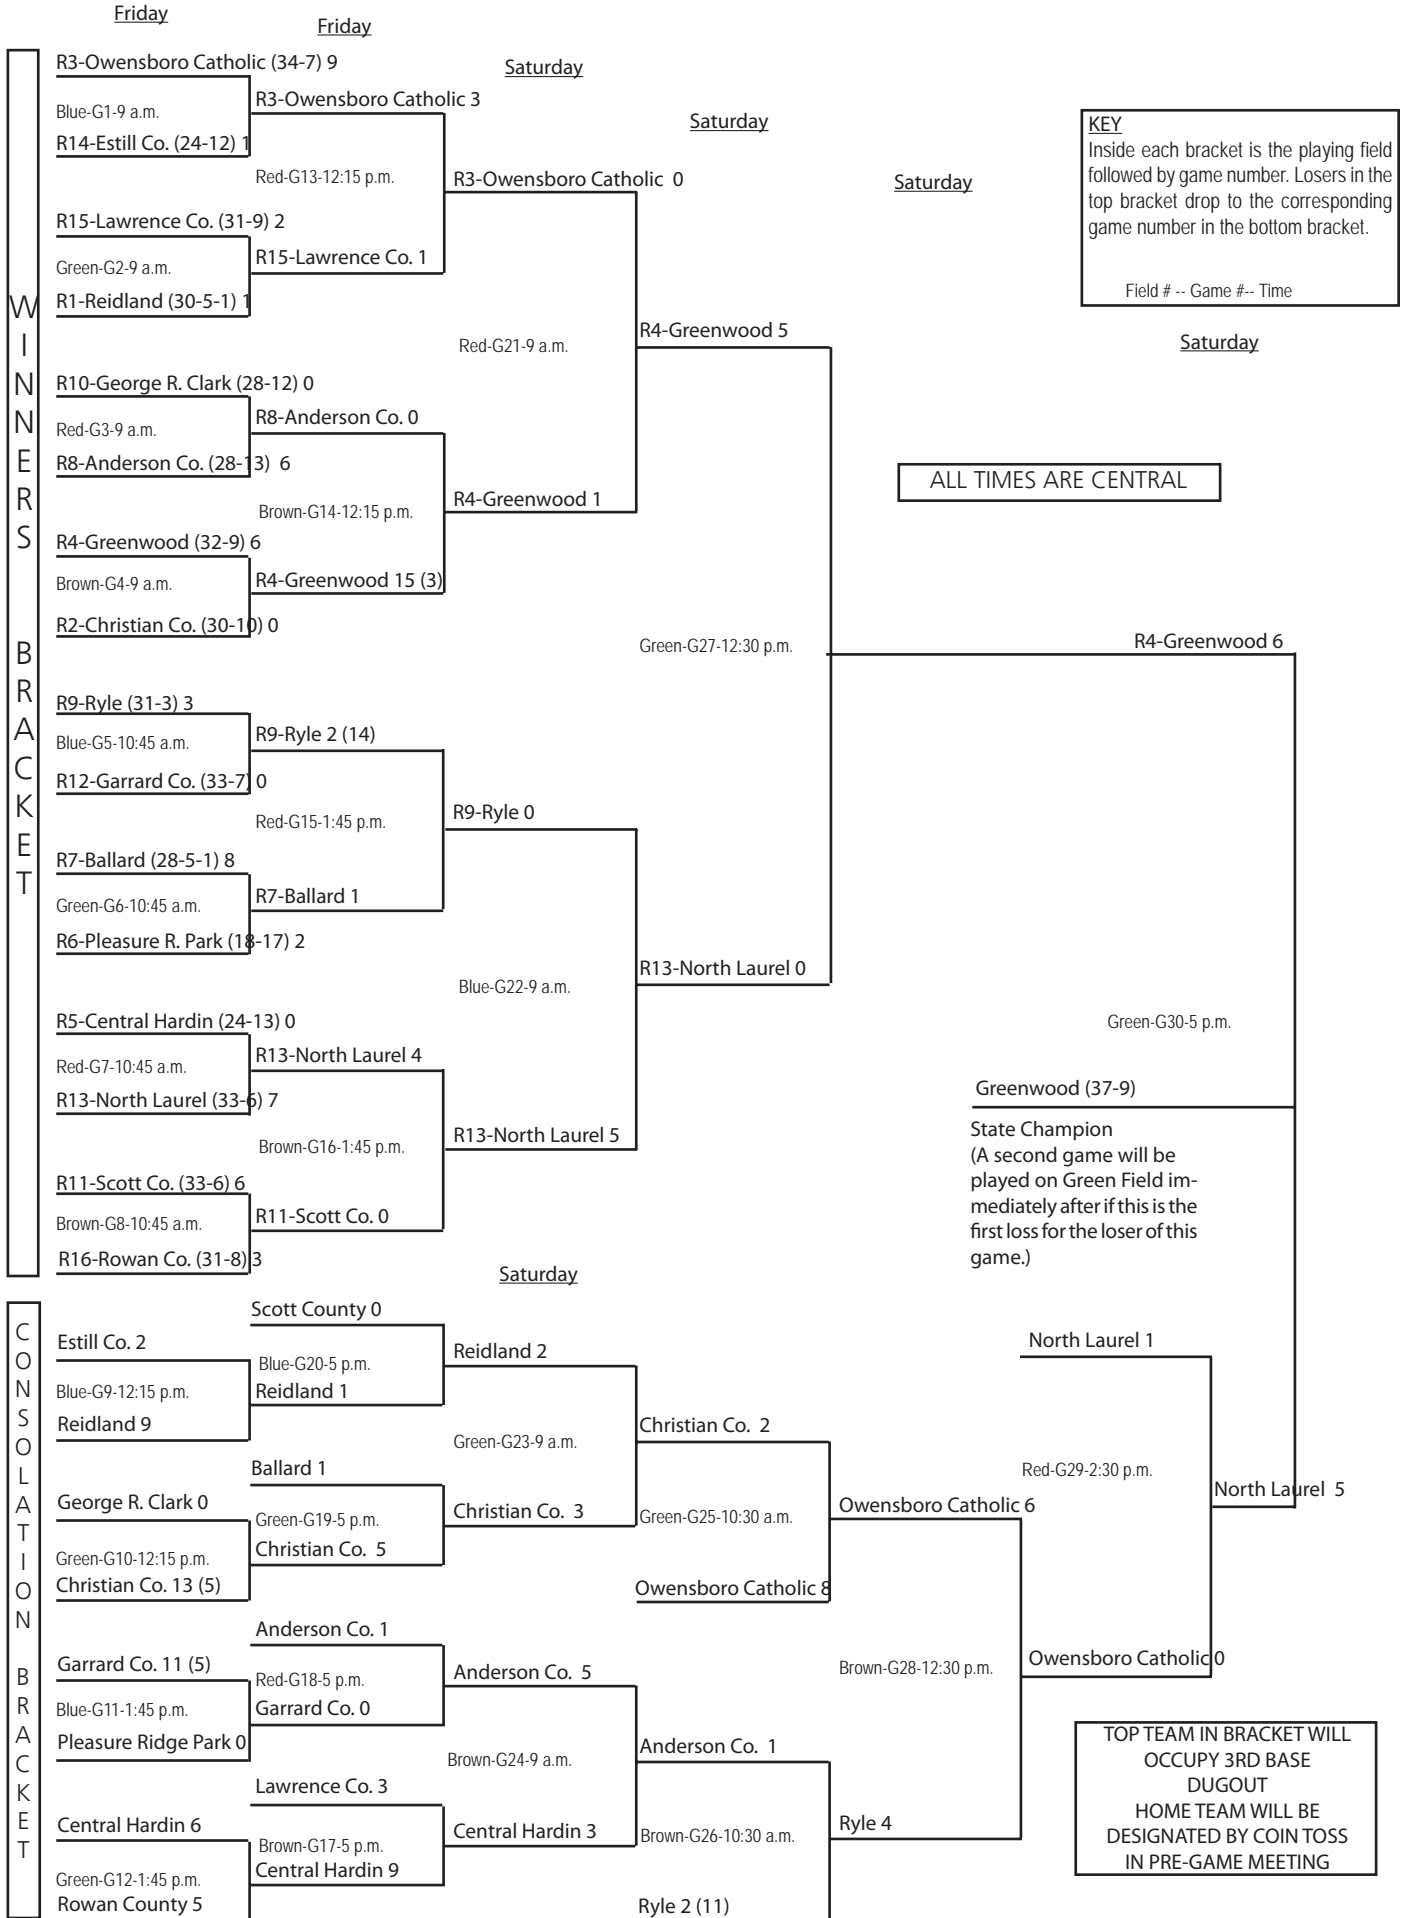 Friday
Friday
Saturday
Saturday
Saturday
Saturday
KEY
Inside each bracket is the playing field
followed by game number. Losers in the
top bracket drop to the corresponding
game number in the bottom bracket.
Field # -- Game #-- Time
ALL TIMES ARE CENTRAL
WINNERS BRACKET
R3-Owensboro Catholic (34-7) 9
Blue-G1-9 a.m.
R14-Estill Co. (24-12) 1
R15-Lawrence Co. (31-9) 2
Green-G2-9 a.m.
R1-Reidland (30-5-1) 1
R10-George R. Clark (28-12) 0
Red-G3-9 a.m.
R8-Anderson Co. (28-13) 6
R4-Greenwood (32-9) 6
Brown-G4-9 a.m.
R2-Christian Co. (30-10) 0
R9-Ryle (31-3) 3
Blue-G5-10:45 a.m.
R12-Garrard Co. (33-7) 0
R7-Ballard (28-5-1) 8
Green-G6-10:45 a.m.
R6-Pleasure R. Park (18-17) 2
R5-Central Hardin (24-13) 0
Red-G7-10:45 a.m.
R13-North Laurel (33-6) 7
R11-Scott Co. (33-6) 6
Brown-G8-10:45 a.m.
R16-Rowan Co. (31-8) 3
R3-Owensboro Catholic 3
Red-G13-12:15 p.m.
R15-Lawrence Co. 1
R8-Anderson Co. 0
Brown-G14-12:15 p.m.
R4-Greenwood 15 (3)
R9-Ryle 2 (14)
Red-G15-1:45 p.m.
R7-Ballard 1
R13-North Laurel 4
Brown-G16-1:45 p.m.
R11-Scott Co. 0
R3-Owensboro Catholic 0
Red-G21-9 a.m.
R4-Greenwood 1
R9-Ryle 0
Blue-G22-9 a.m.
R13-North Laurel 5
R4-Greenwood 5
Green-G27-12:30 p.m.
R13-North Laurel 0
R4-Greenwood 6
Green-G30-5 p.m.
Greenwood (37-9)
State Champion
(A second game will be
played on Green Field im-
mediately after if this is the
first loss for the loser of this
game.)
CONSOLATION BRACKET
Saturday
Estill Co. 2
Blue-G9-12:15 p.m.
Reidland 9
George R. Clark 0
Green-G10-12:15 p.m.
Christian Co. 13 (5)
Garrard Co. 11 (5)
Blue-G11-1:45 p.m.
Pleasure Ridge Park 0
Central Hardin 6
Green-G12-1:45 p.m.
Rowan County 5
Scott County 0
Blue-G20-5 p.m.
Reidland 1
Ballard 1
Green-G19-5 p.m.
Christian Co. 5
Anderson Co. 1
Red-G18-5 p.m.
Garrard Co. 0
Lawrence Co. 3
Brown-G17-5 p.m.
Central Hardin 9
Reidland 2
Green-G23-9 a.m.
Christian Co. 3
Anderson Co. 5
Brown-G24-9 a.m.
Central Hardin 3
Christian Co. 2
Green-G25-10:30 a.m.
Owensboro Catholic 8
Anderson Co. 1
Brown-G26-10:30 a.m.
Ryle 2 (11)
Owensboro Catholic 6
Brown-G28-12:30 p.m.
Ryle 4
North Laurel 1
Red-G29-2:30 p.m.
Owensboro Catholic 0
North Laurel 5
TOP TEAM IN BRACKET WILL
OCCUPY 3RD BASE
DUGOUT
HOME TEAM WILL BE
DESIGNATED BY COIN TOSS
IN PRE-GAME MEETING